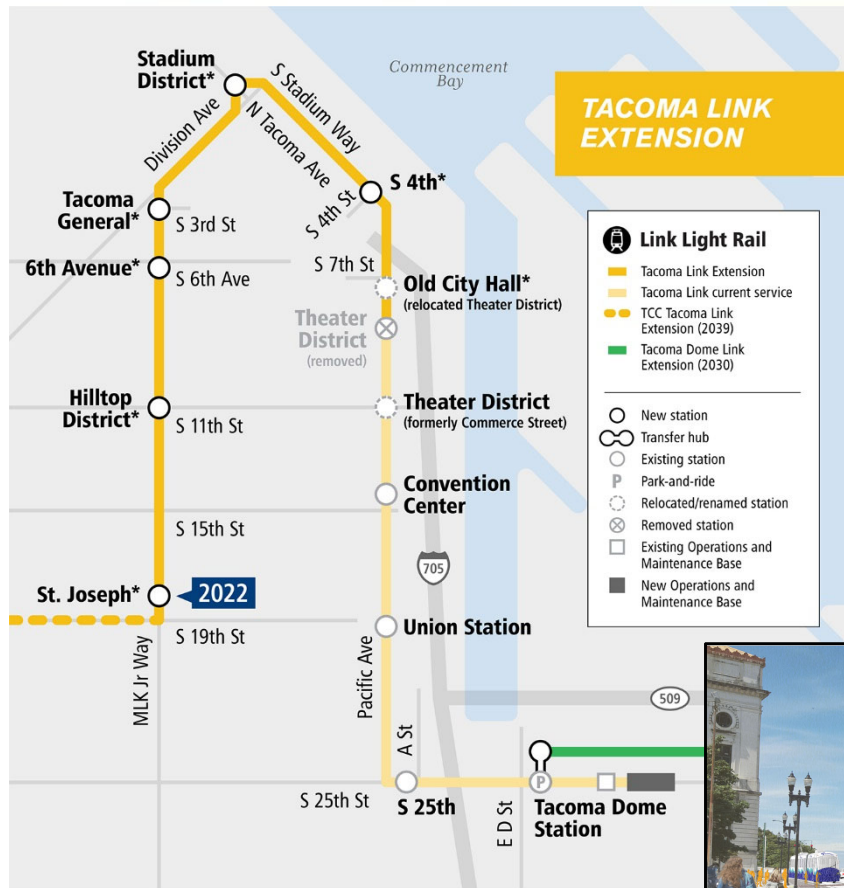 TACOMA LINK
EXTENSION
Commencement
Bay
Stadium
District*
S Stadium Way
Division Ave
N Tacoma Ave
S 4th*
S 4th St
Tacoma
General*
S 3rd St
6th Avenue*
S 6th Ave
S 7th St
Old City Hall*
(relocated Theater District)
Theater
District
(removed)
Hilltop
District*
S 11th St
Theater District
(formerly Commerce Street)
Convention
Center
S 15th St
705
St. Joseph*
2022
S 19th St
Union Station
MLK Jr Way
Pacific Ave
A St
509
S 25th St
S 25th
E D St
P
Tacoma Dome
Station
Link Light Rail
Tacoma Link Extension
Tacoma Link current service
TCC Tacoma Link
Extension (2039)
Tacoma Dome Link
Extension (2030)
New station
Transfer hub
Existing station
P Park-and-ride
Relocated/renamed station
Removed station
Existing Operations and
Maintenance Base
New Operations and
Maintenance Base